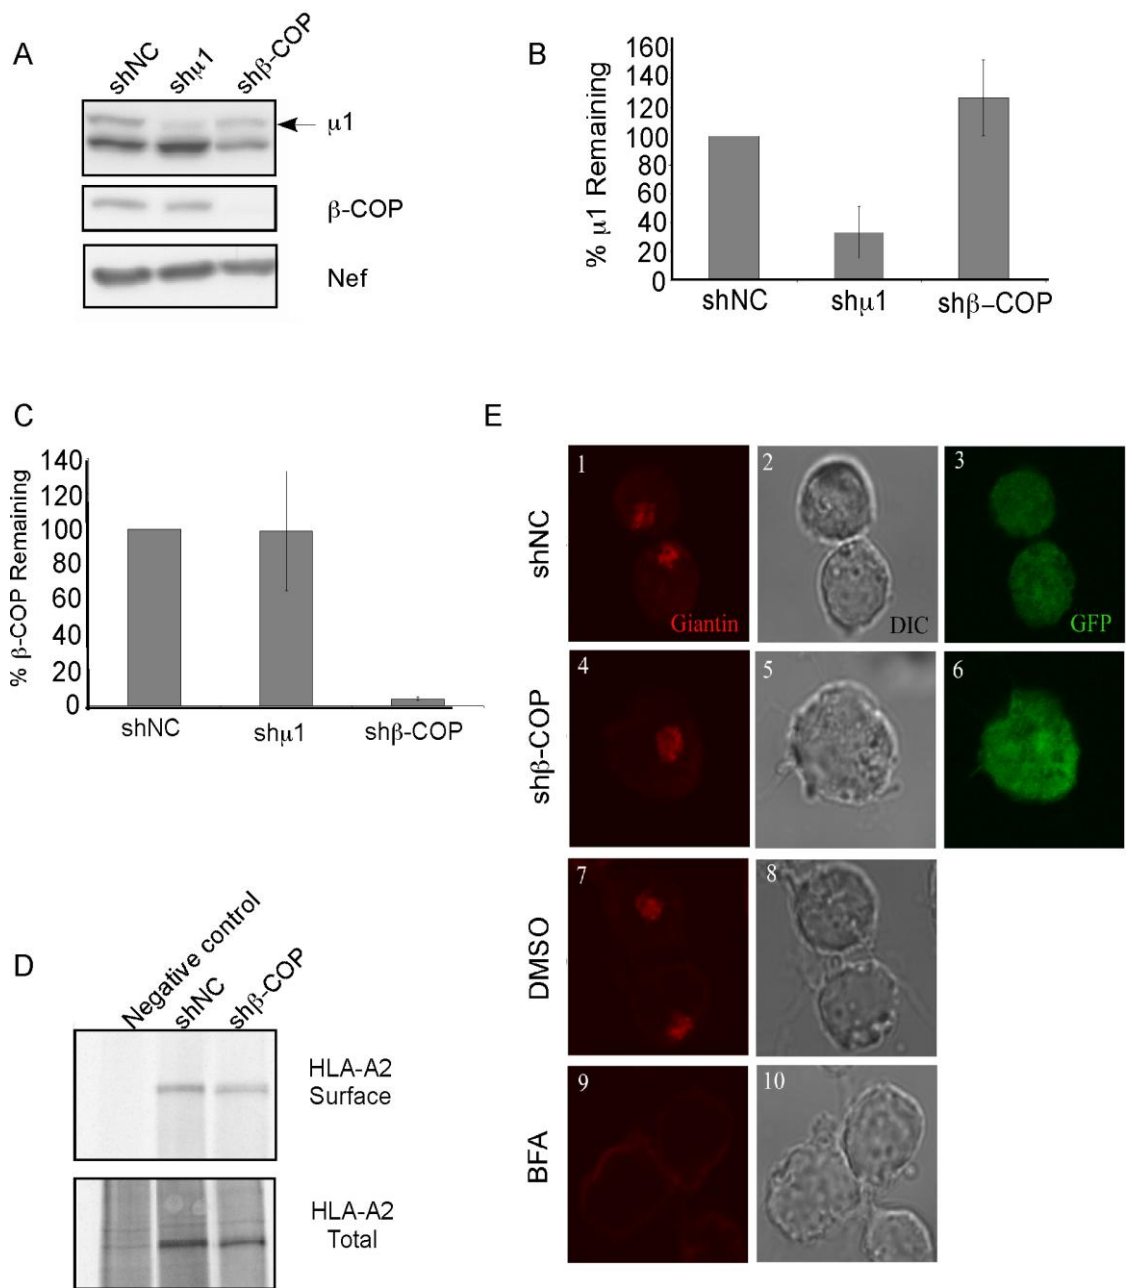 A
shNC
shμ1
shβ-COP
μ1
β-COP
Nef
B
% μ1 Remaining
160
140
120
100
80
60
40
20
0
shNC
shμ1
shβ–COP
C
% β-COP Remaining
140
120
100
80
60
40
20
0
shNC
shμ1
shβ-COP
D
Negative control
shNC
shβ-COP
HLA-A2
Surface
HLA-A2
Total
E
shNC
1
Giantin
2
DIC
3
GFP
shβ-COP
4
5
6
DMSO
7
8
BFA
9
10